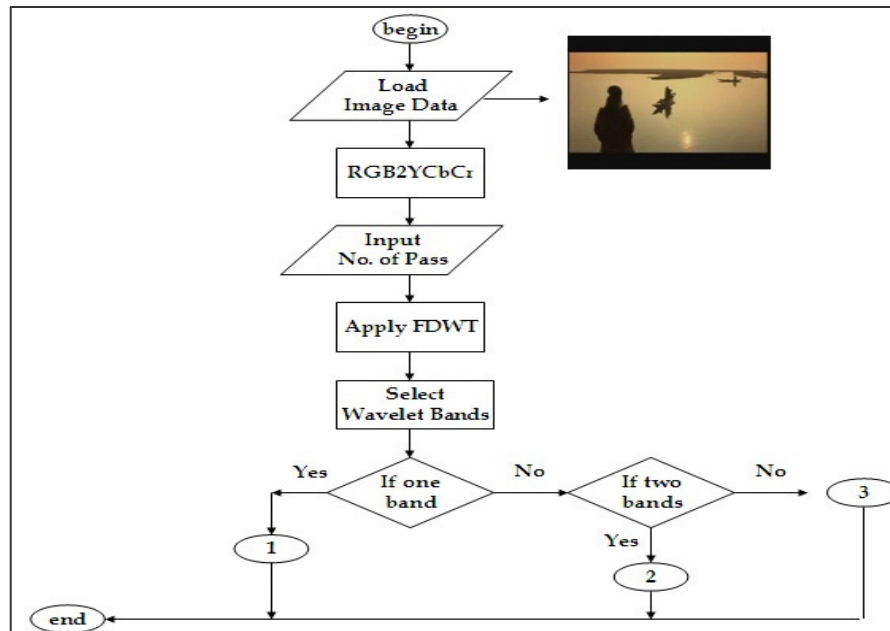 begin
Load
Image Data
RGB2YCbCr
Input
No. of Pass
Apply FDWT
Select
Wavelet Bands
Yes
If one
band
No
If two
bands
No
3
1
Yes
2
end